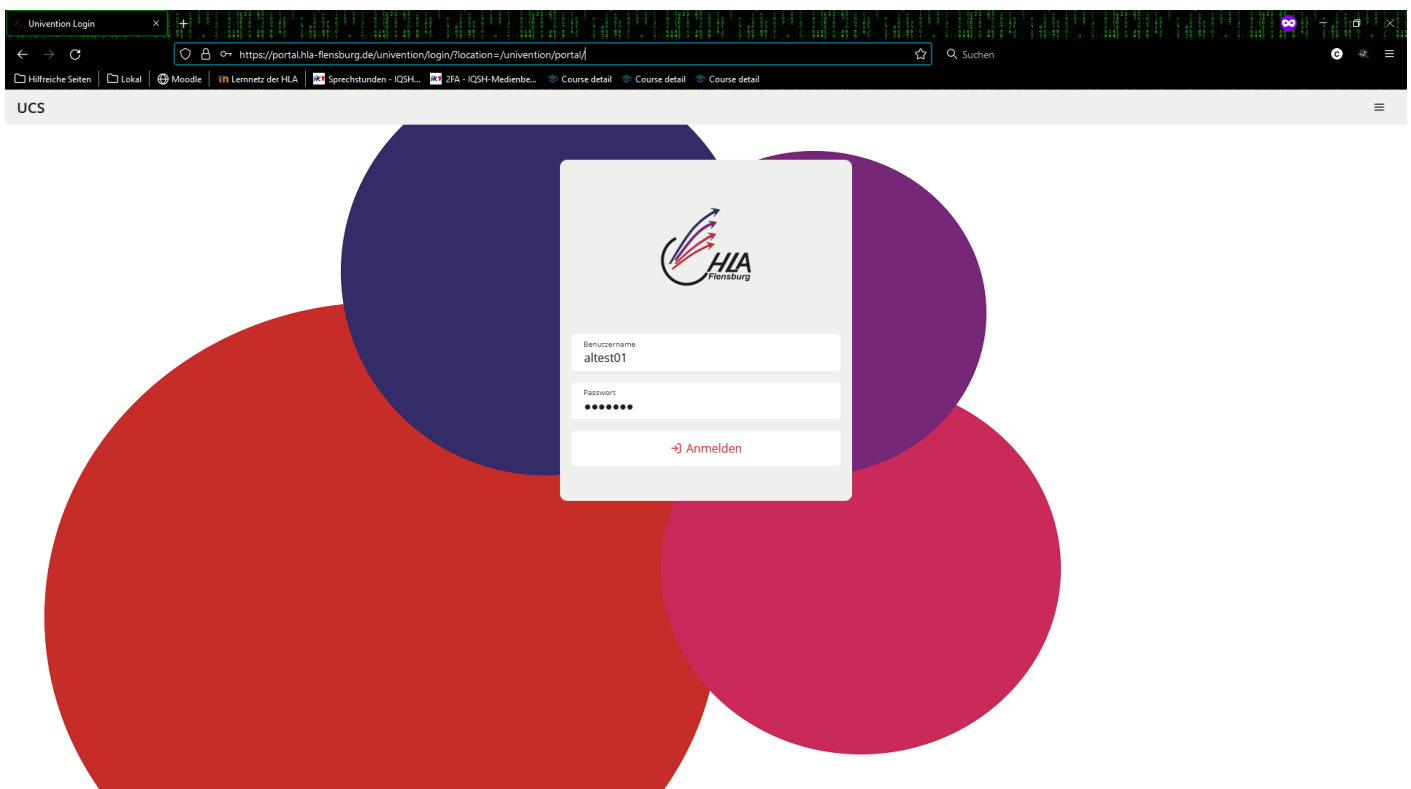 Univention Login
https://portal.hla-flensburg.de/univention/login/?location=/univention/portal/
Suchen
Hilfreiche Seiten Lokal Moodle Lernnetz der HLA Sprechstunden - IQSH... 2FA - IQSH-Medienbe... Course detail Course detail Course detail
UCS
HLA
Flensburg
Benutzername
altest01
Passwort
Anmelden